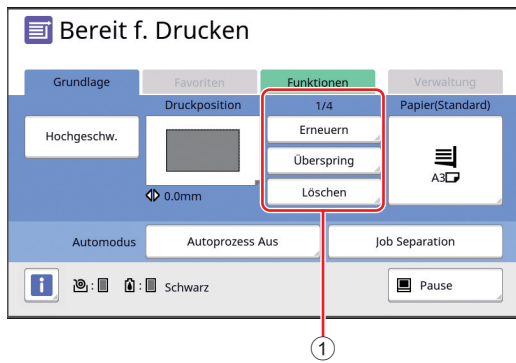 Bereit f. Drucken
Grundlage
Favoriten
Funktionen
Verwaltung
Druckposition
1/4
Papier(Standard)
Hochgeschw.
Erneuern
Überspring
Löschen
A3
0.0mm
Automodus
Autoprozess Aus
Job Separation
i
:
:
Schwarz
Pause
1